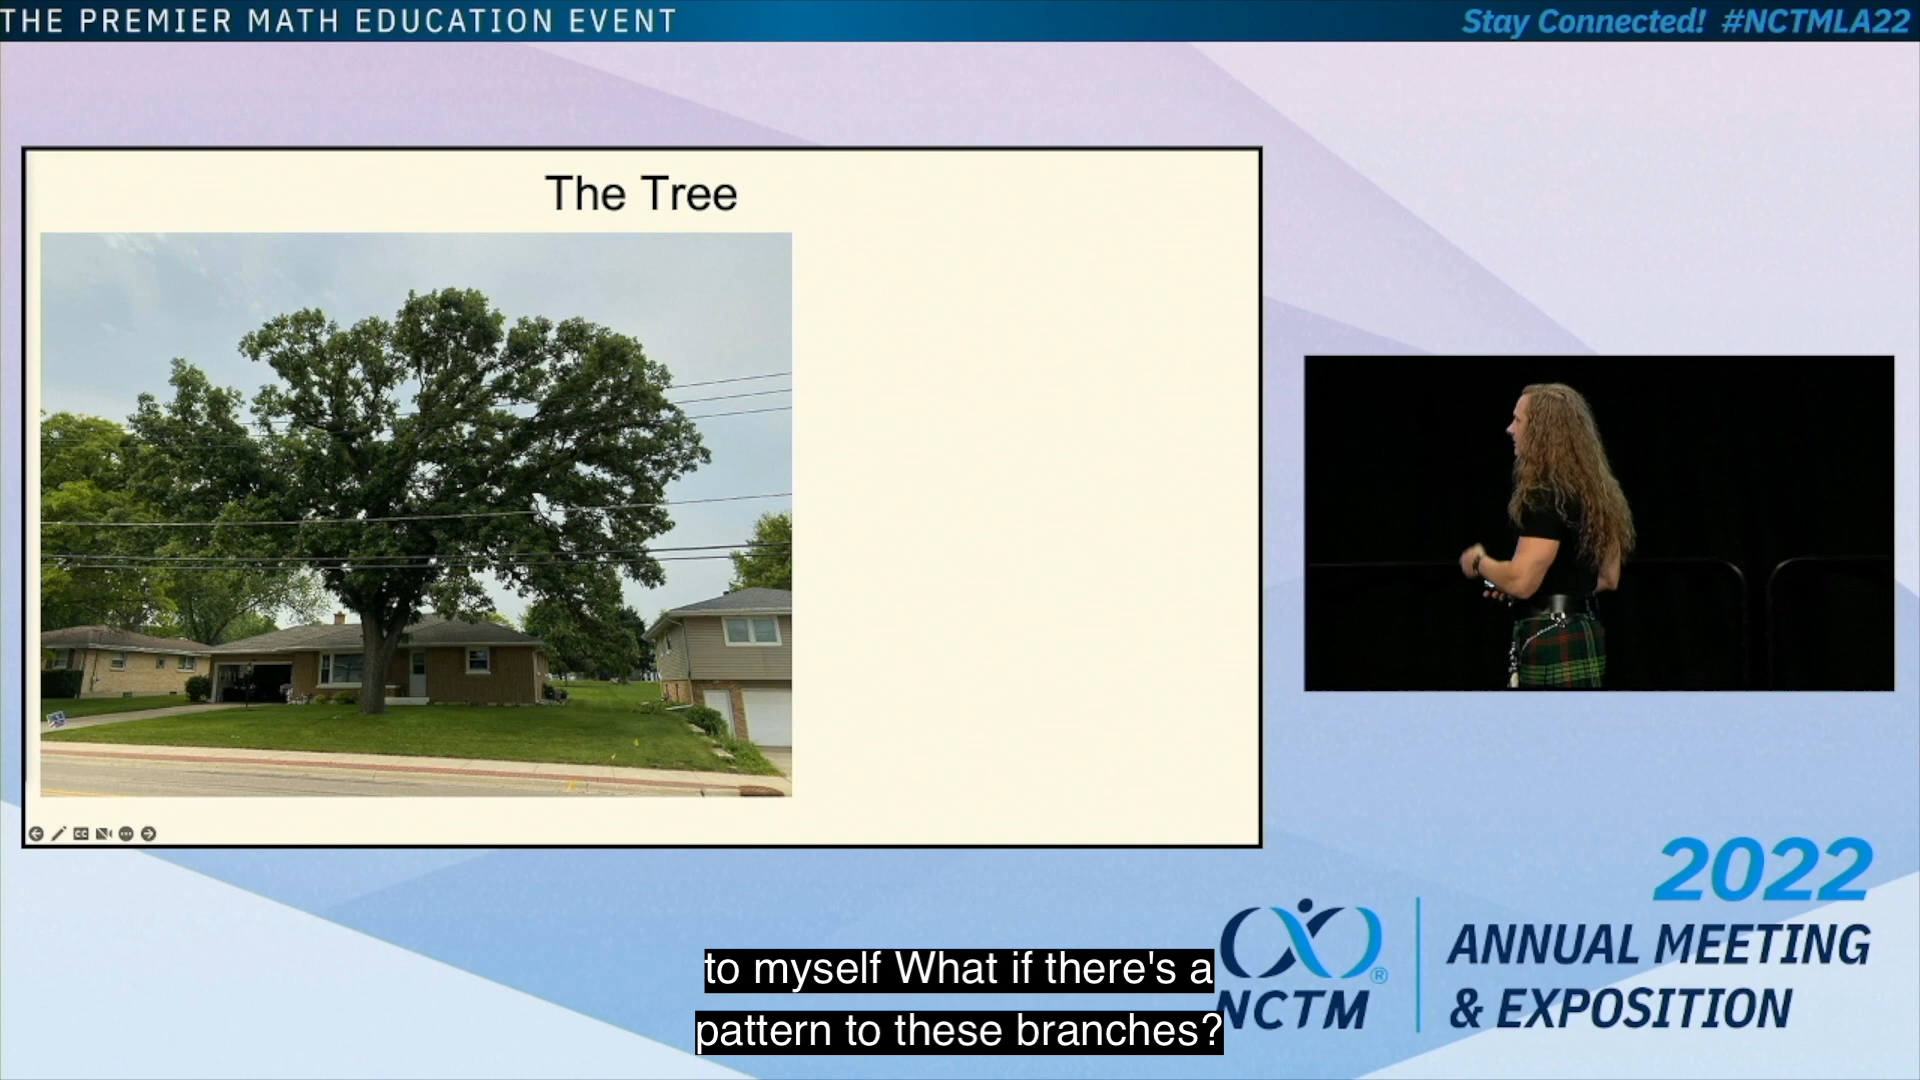 THE PREMIER MATH EDUCATION EVENT
Stay Connected! #NCTMLA22
The Tree
2022
ANNUAL MEETING
& EXPOSITION
NCTM®
to myself What if there's a
pattern to these branches?